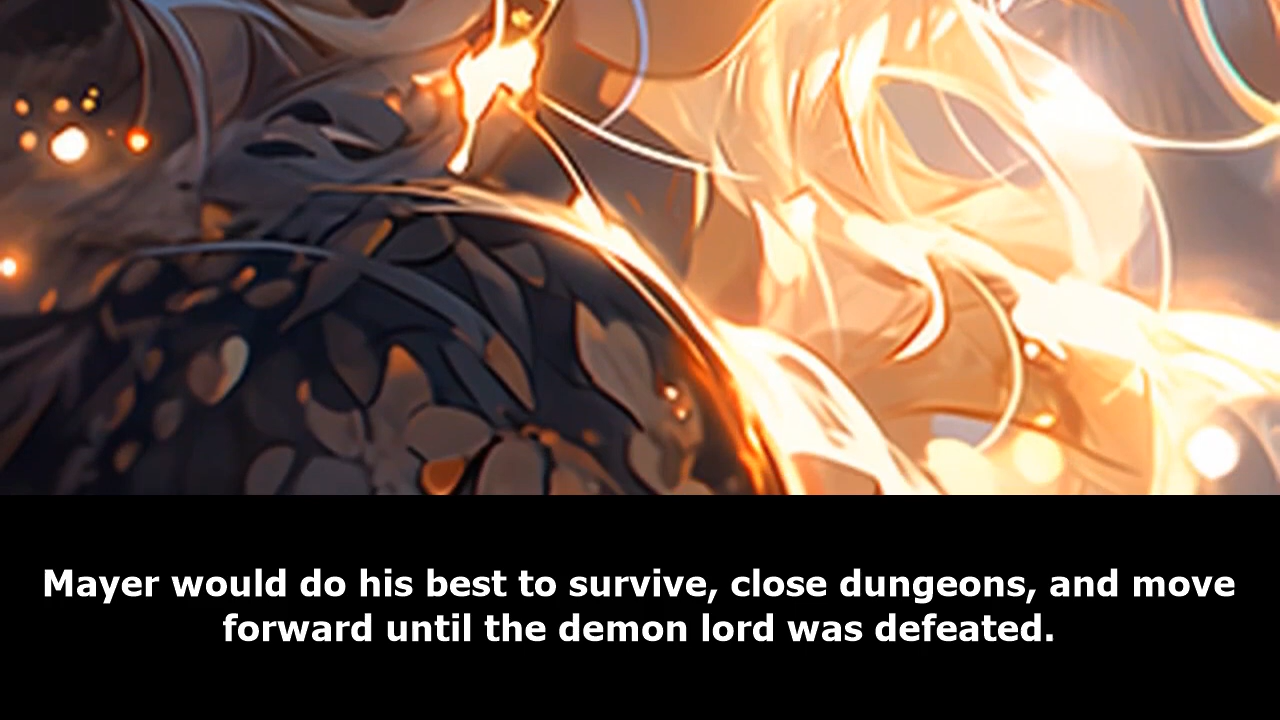 Mayer would do his best to survive, close dungeons, and move
forward until the demon lord was defeated.